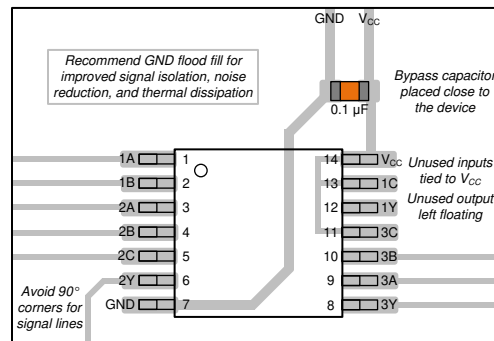 GND VCC
Recommend GND flood fill for
improved signal isolation, noise
reduction, and thermal dissipation
Bypass capacitor
placed close to
the device
0.1 µF
1A 1 14 VCC
Unused inputs
tied to VCC
1B 2 13 1C
2A 3 12 1Y
Unused output
left floating
2B 4 11 3C
2C 5 10 3B
2Y 6 9 3A
GND 7 8 3Y
Avoid 90°
corners for
signal lines